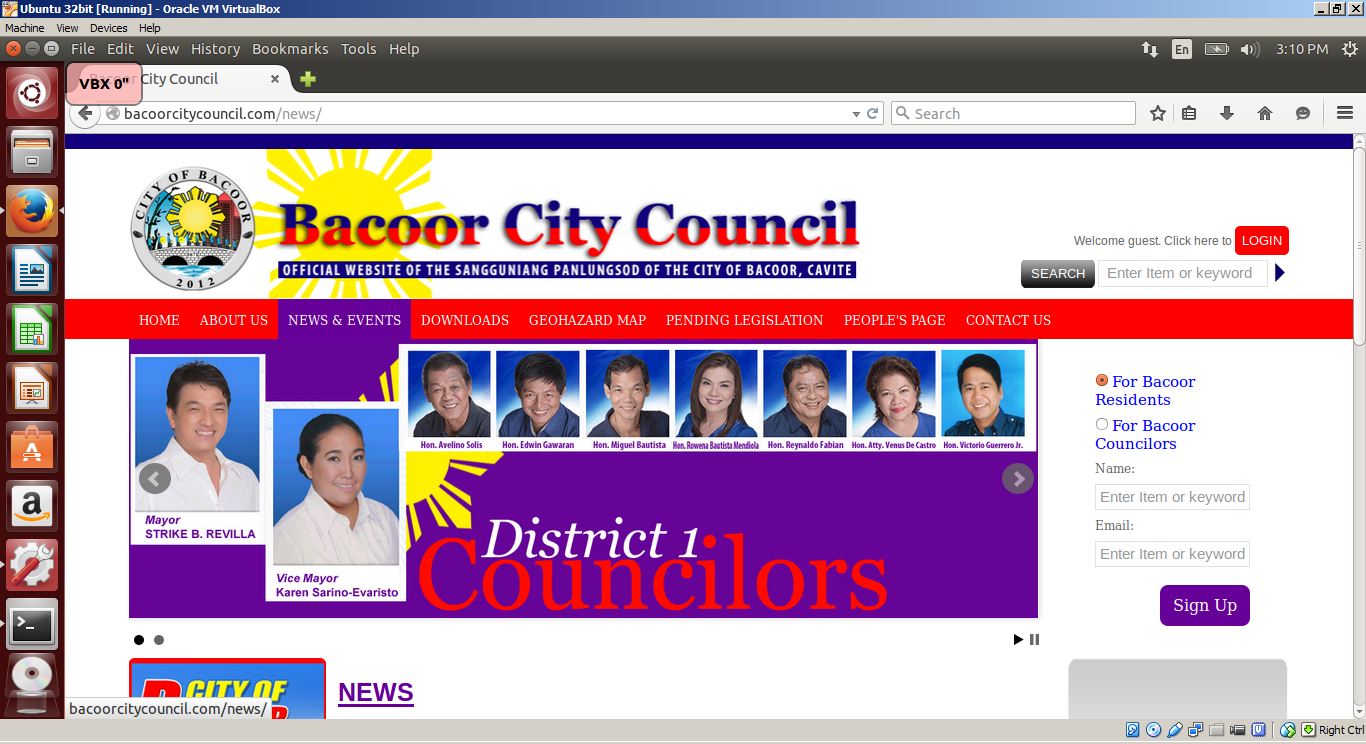 Ubuntu 32bit [Running] - Oracle VM VirtualBox
Machine View Devices Help
File Edit View History Bookmarks Tools Help
En
3:10 PM
VBX 0"
City Council
bacoorcitycouncil.com/news/
Search
CITY OF BACOOR
2012
Bacoor City Council
OFFICIAL WEBSITE OF THE SANGGUNIANG PANLUNGSOD OF THE CITY OF BACOOR, CAVITE
Welcome guest. Click here to LOGIN
SEARCH Enter Item or keyword
HOME ABOUT US NEWS & EVENTS DOWNLOADS GEOHAZARD MAP PENDING LEGISLATION PEOPLE'S PAGE CONTACT US
Hon. Avelino Solis Hon. Edwin Gawaran Hon. Miguel Bautista Hon. Rowena Bautista Mendiola Hon. Reynaldo Fabian Hon. Atty. Venus De Castro Hon. Victorio Guerrero Jr.
Mayor
STRIKE B. REVILLA
Vice Mayor
Karen Sarino-Evaristo
District 1
Councilors
For Bacoor
Residents
For Bacoor
Councilors
Name:
Enter Item or keyword
Email:
Enter Item or keyword
Sign Up
CITY OF
NEWS
bacoorcitycouncil.com/news/
Right Ctrl